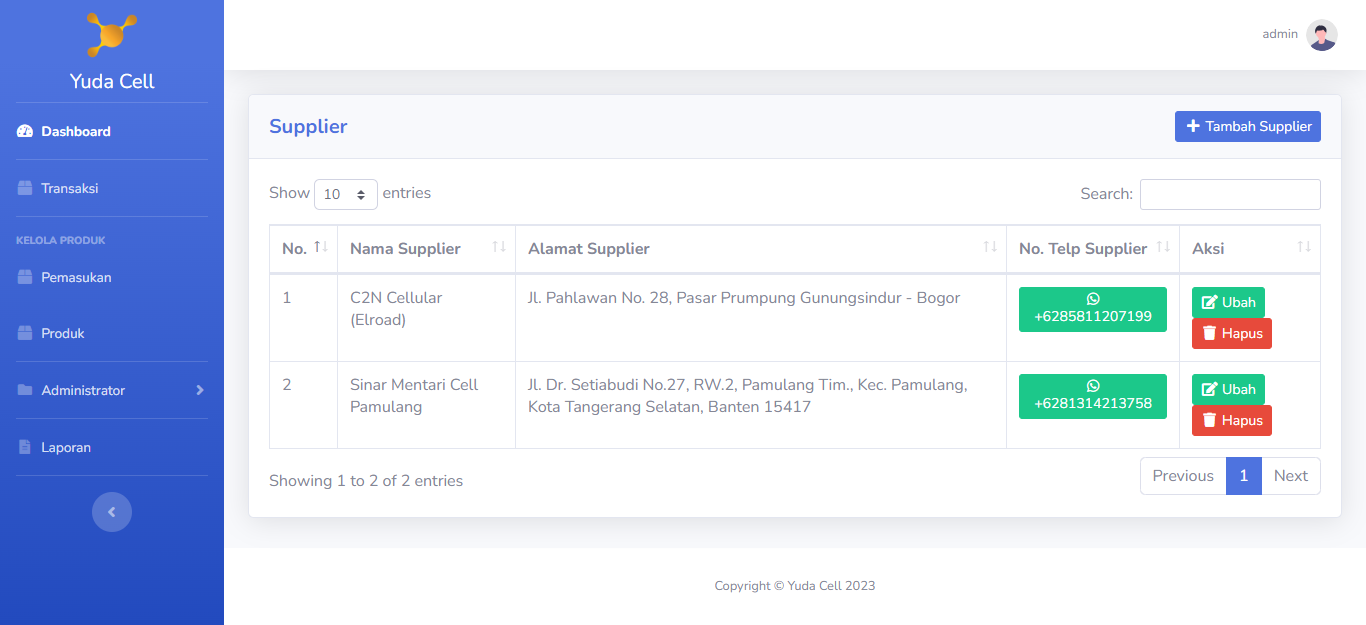 Yuda Cell
Dashboard
Transaksi
KELOLA PRODUK
Pemasukan
Produk
Administrator
Laporan
admin
Supplier
Tambah Supplier
Show 10 entries
Search:
No. Nama Supplier Alamat Supplier No. Telp Supplier Aksi
1
C2N Cellular
(Elroad)
Jl. Pahlawan No. 28, Pasar Prumpung Gunungsindur - Bogor
+6285811207199
Ubah
Hapus
2
Sinar Mentari Cell
Pamulang
Jl. Dr. Setiabudi No.27, RW.2, Pamulang Tim., Kec. Pamulang,
Kota Tangerang Selatan, Banten 15417
+6281314213758
Ubah
Hapus
Showing 1 to 2 of 2 entries
Previous 1 Next
Copyright © Yuda Cell 2023